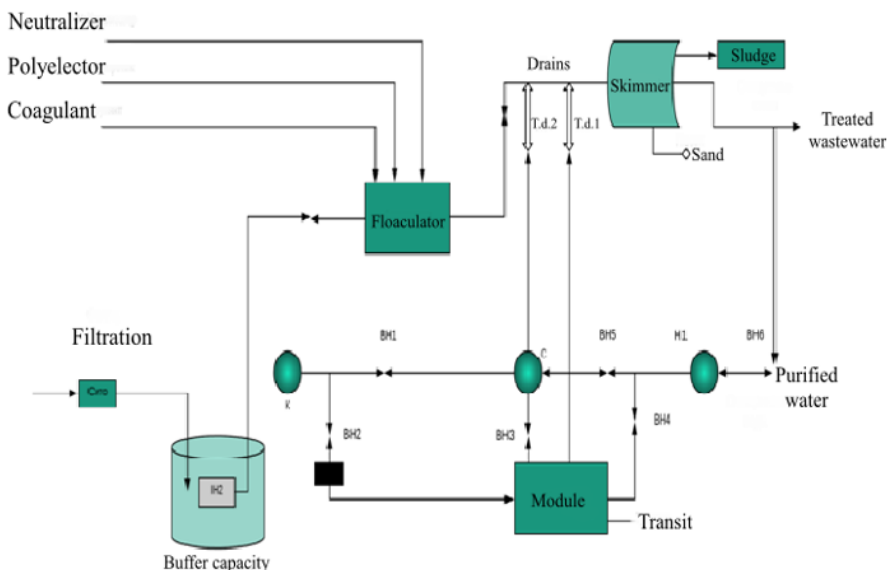 Neutralizer
Polyelector
Coagulant
Drains
Skimmer
Sludge
Treated
wastewater
T.d.2
T.d.1
Sand
Floaculator
Filtration
BH1
C
BH5
H1
BH6
K
Purified
water
BH2
BH3
BH4
Module
Transit
Buffer capacity